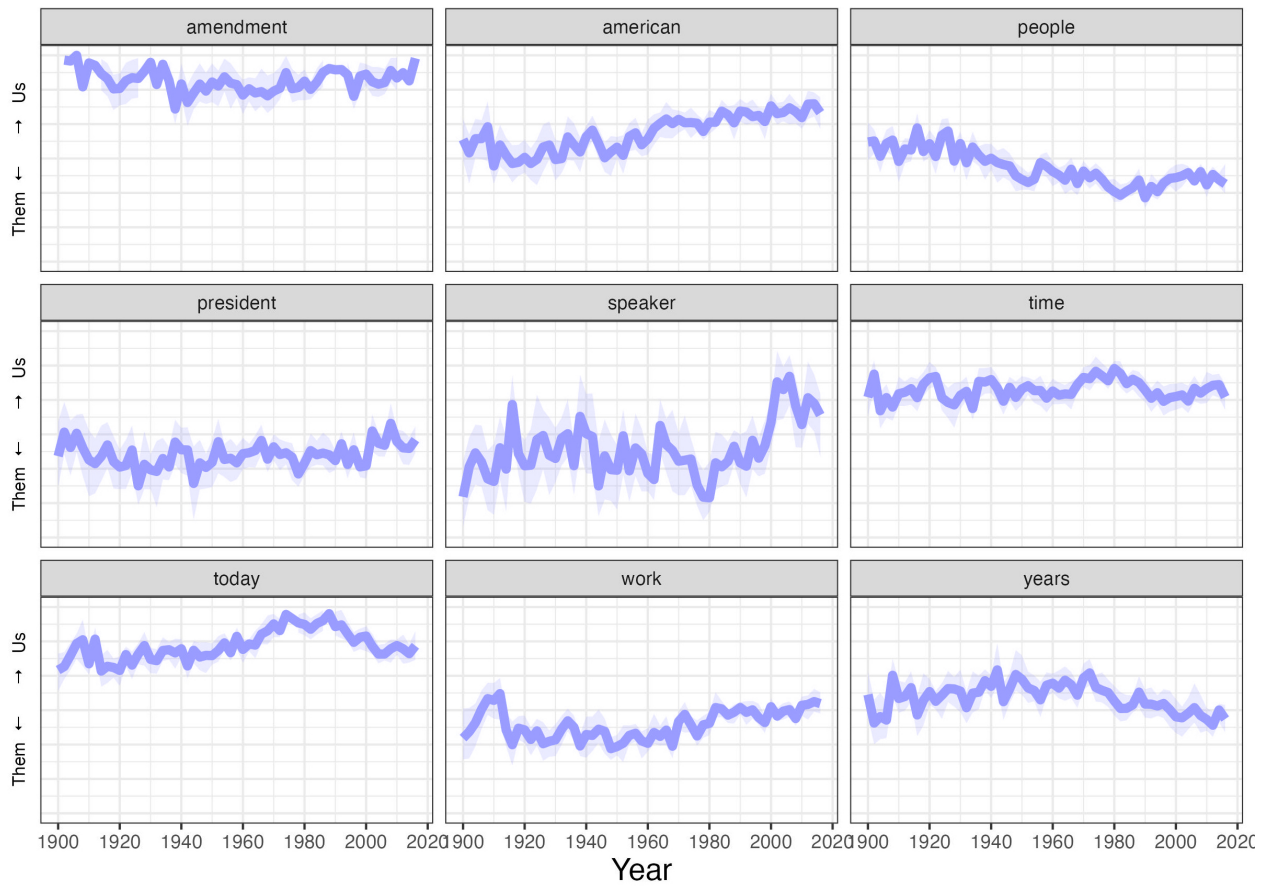 amendment american people
Them ← → Us
president speaker time
Them ← → Us
today work years
Them ← → Us
1900 1920 1940 1960 1980 2000 2020 1900 1920 1940 1960 1980 2000 2020 1900 1920 1940 1960 1980 2000 2020
Year